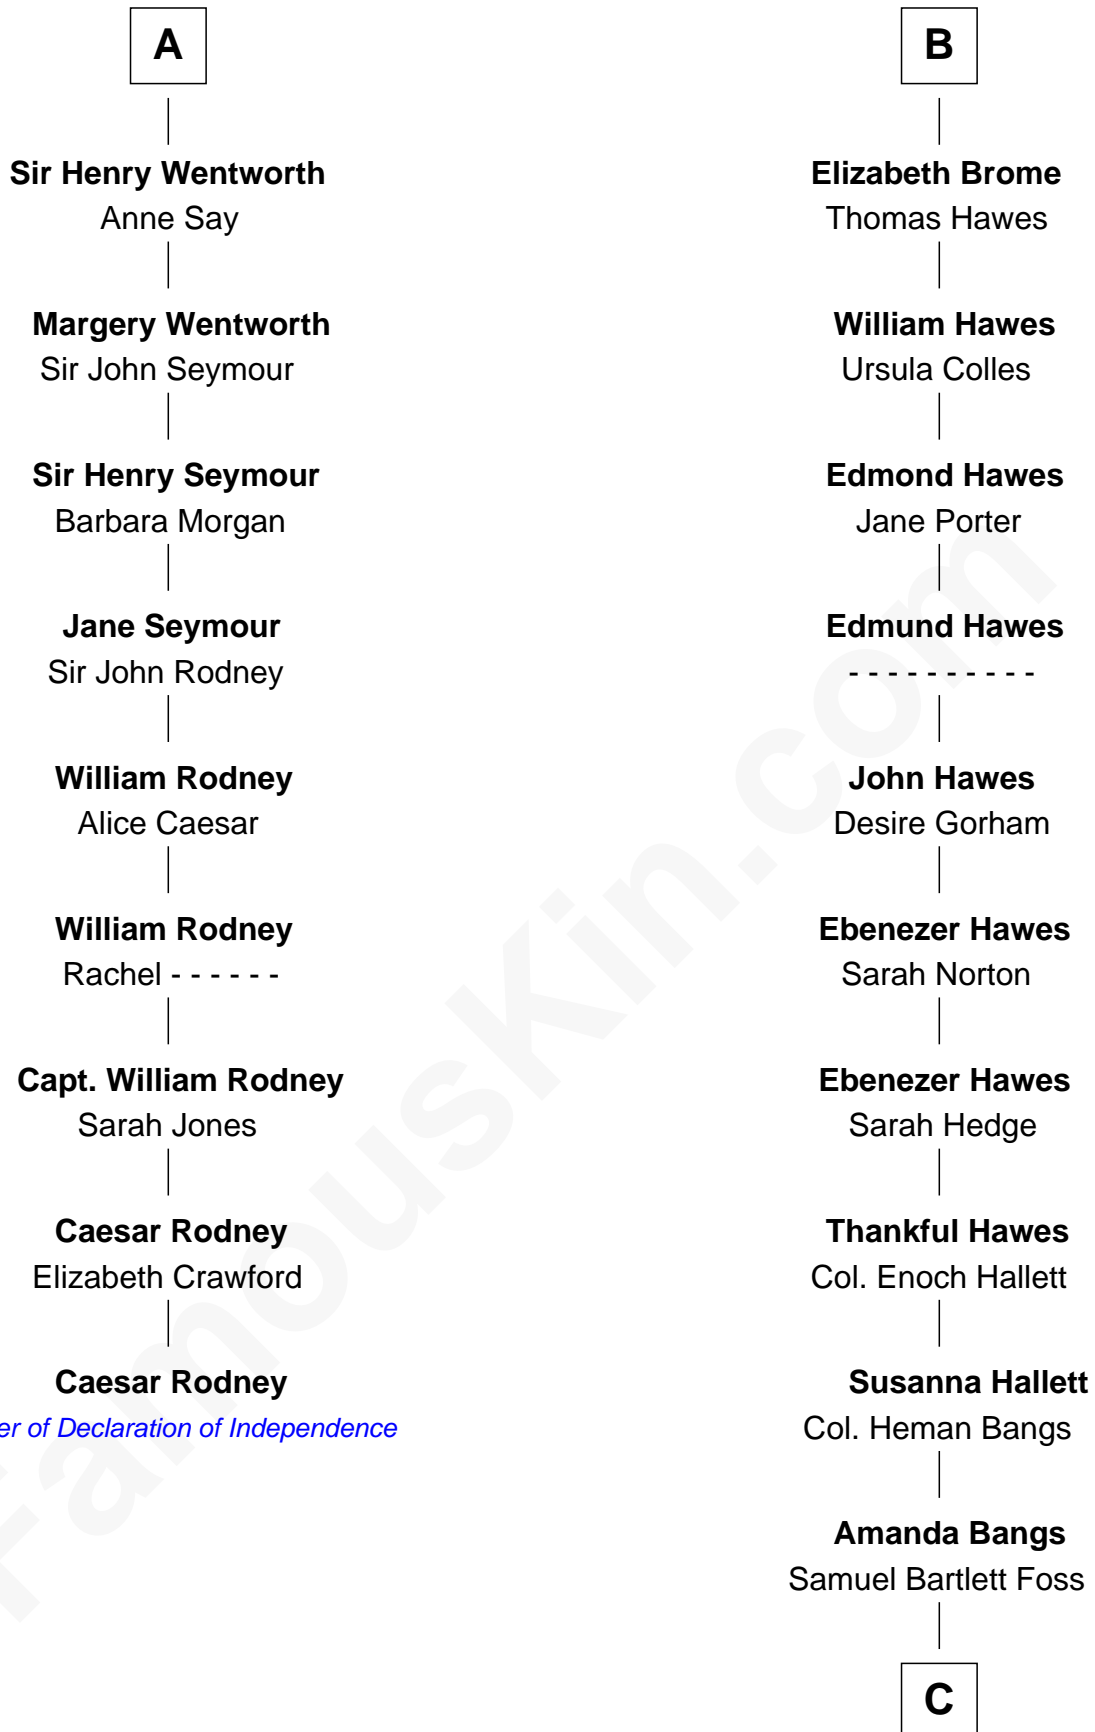 A
Sir Henry Wentworth
Anne Say
Margery Wentworth
Sir John Seymour
Sir Henry Seymour
Barbara Morgan
Jane Seymour
Sir John Rodney
William Rodney
Alice Caesar
William Rodney
Rachel - - - - - -
Capt. William Rodney
Sarah Jones
Caesar Rodney
Elizabeth Crawford
Caesar Rodney
er of Declaration of Independence
B
Elizabeth Brome
Thomas Hawes
William Hawes
Ursula Colles
Edmond Hawes
Jane Porter
Edmund Hawes
- - - - - - - - - -
John Hawes
Desire Gorham
Ebenezer Hawes
Sarah Norton
Ebenezer Hawes
Sarah Hedge
Thankful Hawes
Col. Enoch Hallett
Susanna Hallett
Col. Heman Bangs
Amanda Bangs
Samuel Bartlett Foss
C
FamousKin.com